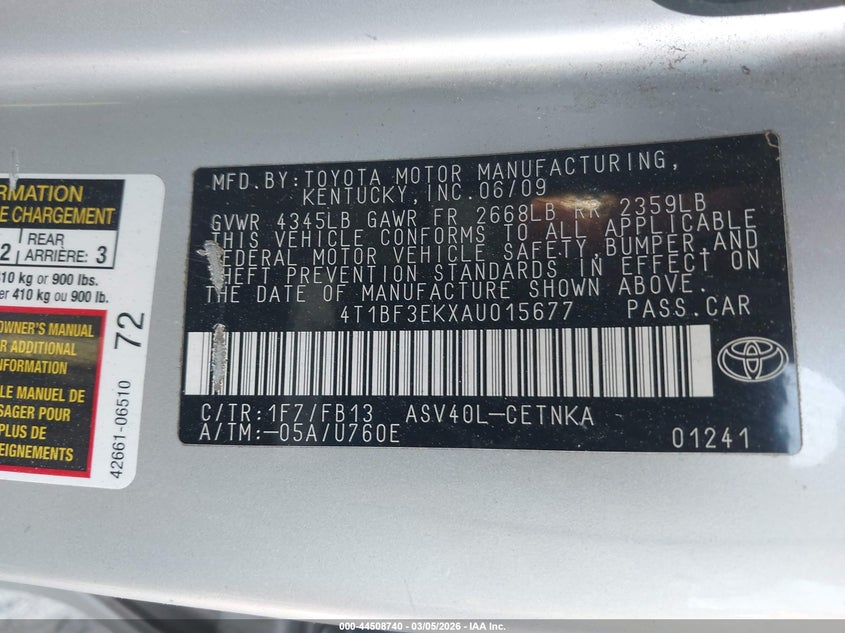 RMATION
E CHARGEMENT
2 REAR ARRIÈRE: 3
410 kg or 900 lbs.
er 410 kg ou 900 lb.
OWNER'S MANUAL
R ADDITIONAL
NFORMATION
LE MANUEL DE
SAGER POUR
E
EIGNEMENTS
42661-06510 72
MFD.BY:TOYOTA MOTOR MANUFACTURING,
KENTUCKY,INC.06/09
GVWR 4345LB GAWR FR 2668LB RR 2359LB
THIS VEHICLE CONFORMS TO ALL APPLICABLE
FEDERAL MOTOR VEHICLE SAFETY,BUMPER,AND
THEFT PREVENTION STANDARDS IN EFFECT ON
THE DATE OF MANUFACTURE SHOWN ABOVE.
4T1BF3EKXAU015677 PASS.CAR
C/TR:1F7/FB13 ASV40L-CETNKA
A/TM:-05A/U760E 01241
000-44508740 - 03/05/2026 - IAA Inc.